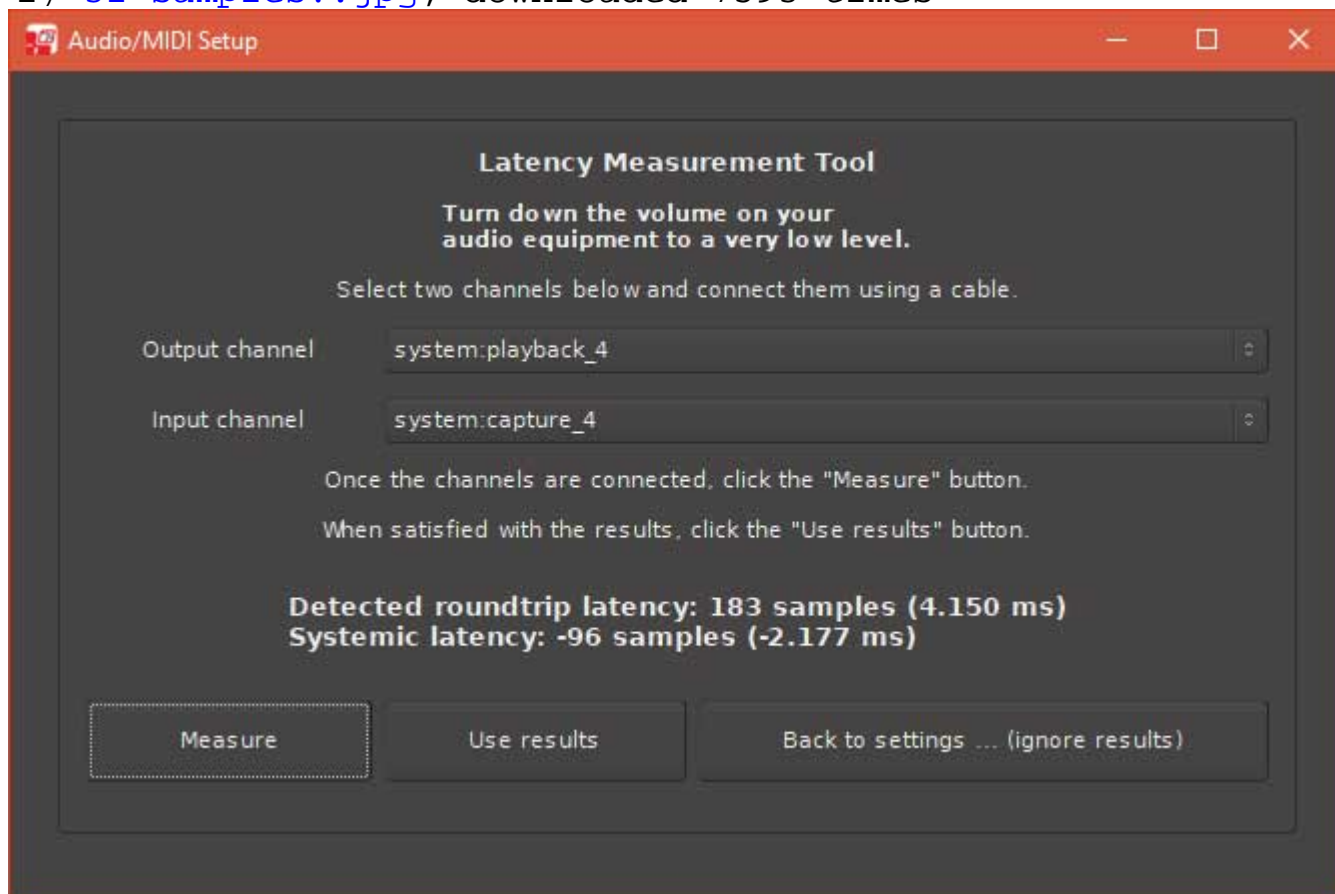 Audio/MIDI Setup
Latency Measurement Tool
Turn down the volume on your
audio equipment to a very low level.
Select two channels below and connect them using a cable.
Output channel system:playback_4
Input channel system:capture_4
Once the channels are connected, click the "Measure" button.
When satisfied with the results, click the "Use results" button.
Detected roundtrip latency: 183 samples (4.150 ms)
Systemic latency: -96 samples (-2.177 ms)
Measure Use results Back to settings ... (ignore results)